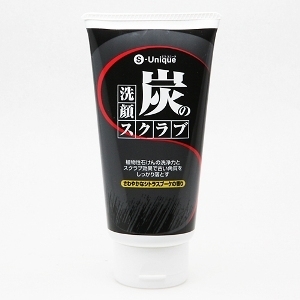 S-Unique
洗顔
炭の
スクラブ
植物性石けんの洗浄力と
スクラブ効果で古い角質を
しっかり落とす
さわやかなシトラスブーケの香り